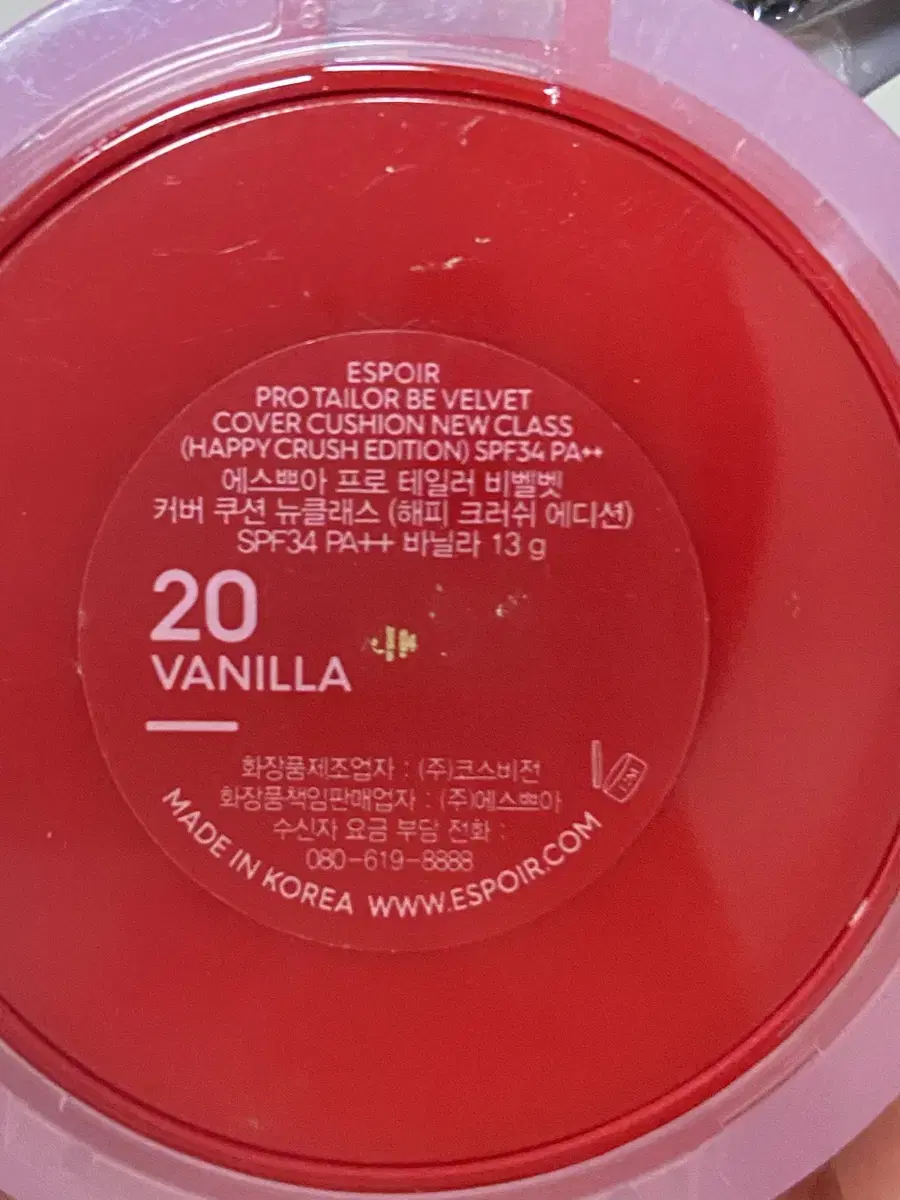 ESPOIR
PRO TAILOR BE VELVET
COVER CUSHION NEW CLASS
(HAPPY CRUSH EDITION) SPF34 PA++
에스쁘아 프로 테일러 비벨벳
커버 쿠션 뉴클래스 (해피 크러쉬 에디션)
SPF34 PA++ 바닐라 13 g
20
VANILLA
화장품제조업자 : (주)코스비전
화장품책임판매업자 : (주)에스쁘아
수신자 요금 부담 전화 :
080-619-8888
MADE IN KOREA WWW.ESPOIR.COM